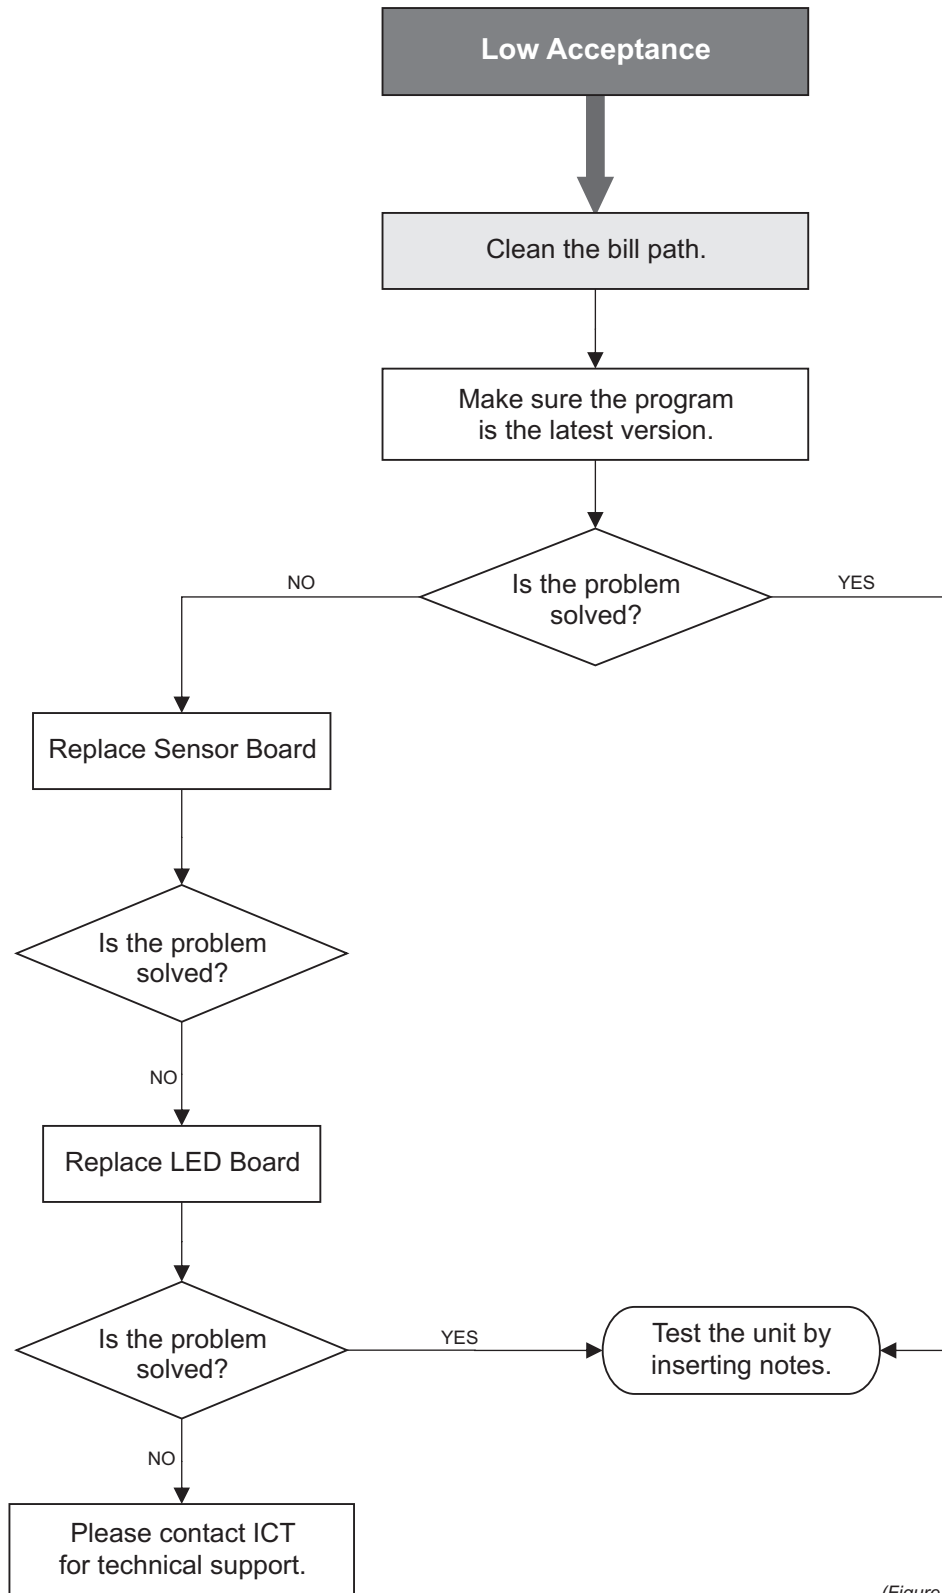 Low Acceptance
Clean the bill path.
Make sure the program
is the latest version.
Is the problem
solved?
NO
YES
Replace Sensor Board
Is the problem
solved?
NO
Replace LED Board
Is the problem
solved?
YES
Test the unit by
inserting notes.
NO
Please contact ICT
for technical support.
(Figure